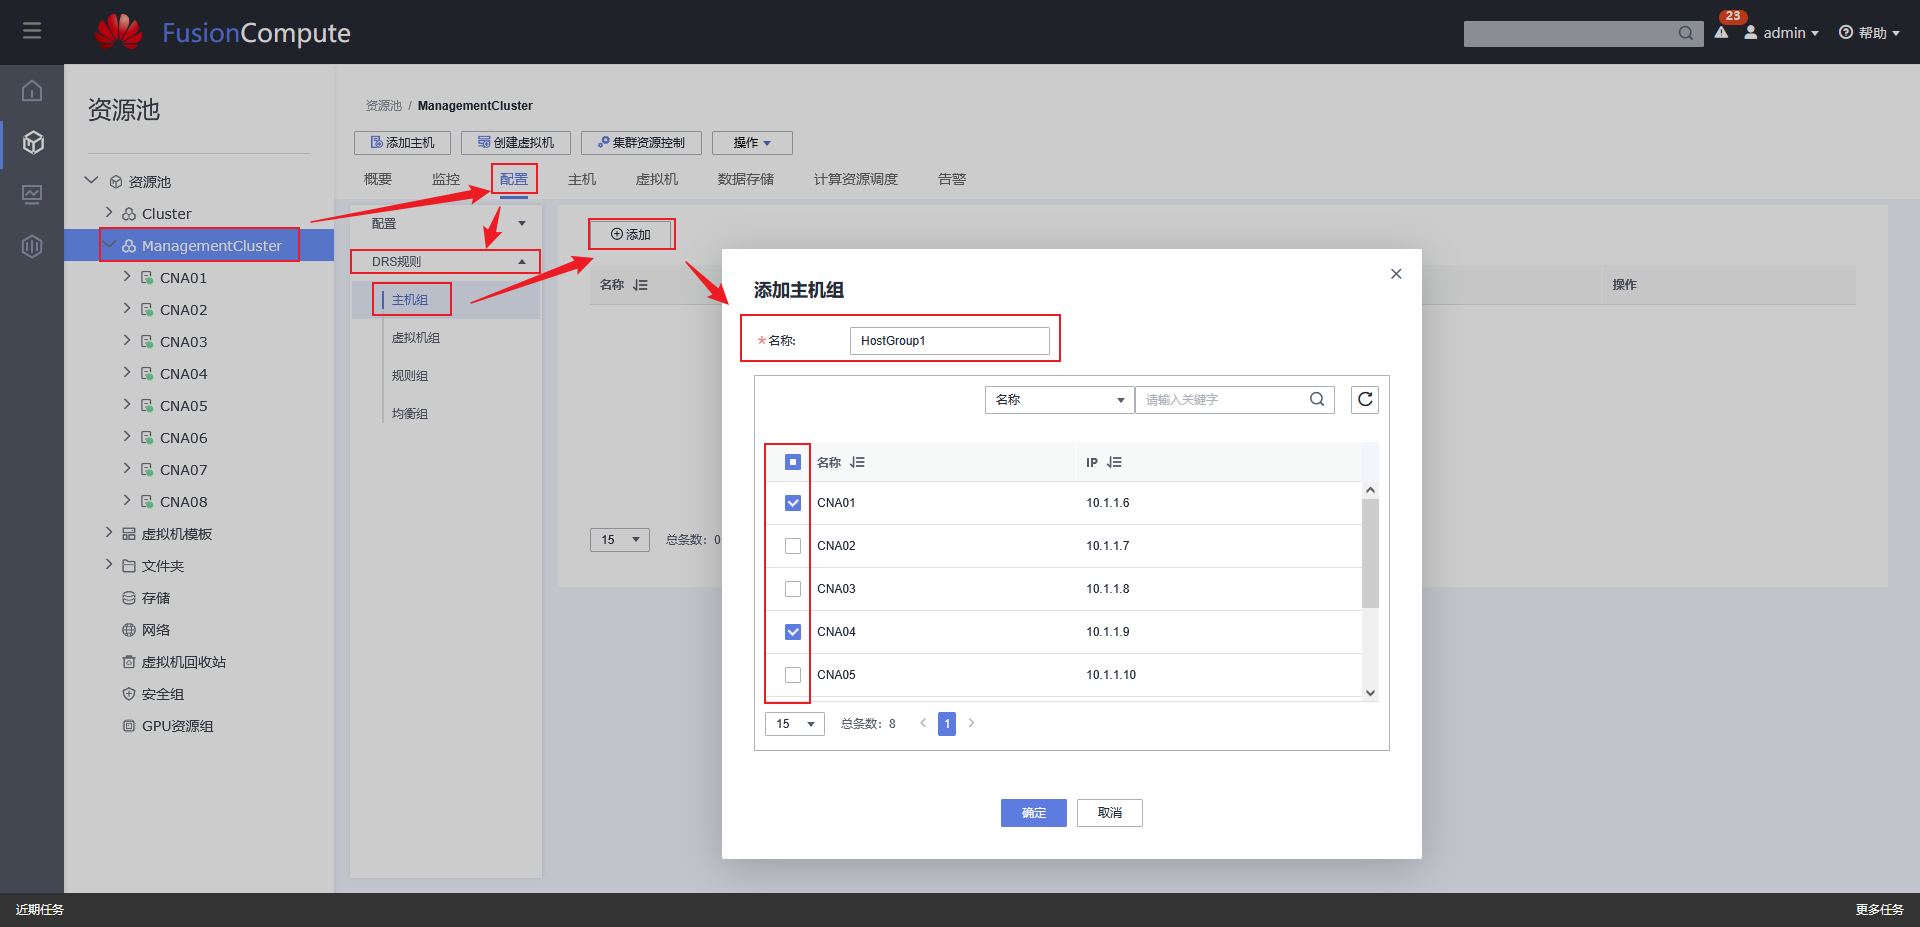 FusionCompute
23
admin
帮助
资源池
资源池
Cluster
ManagementCluster
CNA01
CNA02
CNA03
CNA04
CNA05
CNA06
CNA07
CNA08
虚拟机模板
文件夹
存储
网络
虚拟机回收站
安全组
GPU资源组
资源池 / ManagementCluster
添加主机 创建虚拟机 集群资源控制 操作
概要 监控 配置 主机 虚拟机 数据存储 计算资源调度 告警
配置
DRS规则
主机组
虚拟机组
规则组
均衡组
添加
名称 操作
15 总条数: 0
添加主机组
*名称: HostGroup1
名称 请输入关键字
名称 IP
CNA01 10.1.1.6
CNA02 10.1.1.7
CNA03 10.1.1.8
CNA04 10.1.1.9
CNA05 10.1.1.10
15 总条数: 8 < 1 >
确定 取消
近期任务 更多任务